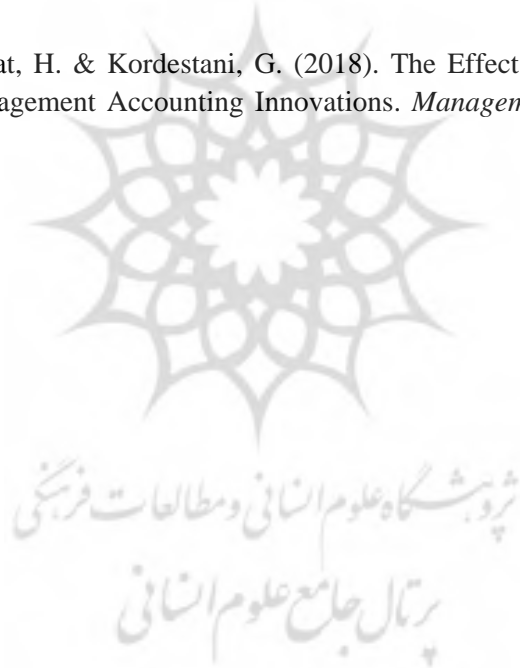 at, H. & Kordestani, G. (2018). The Effect
agement Accounting Innovations. Managem
پژوهشگاه علوم انسانی و مطالعات فرهنگی
پرتال جامع علوم انسانی